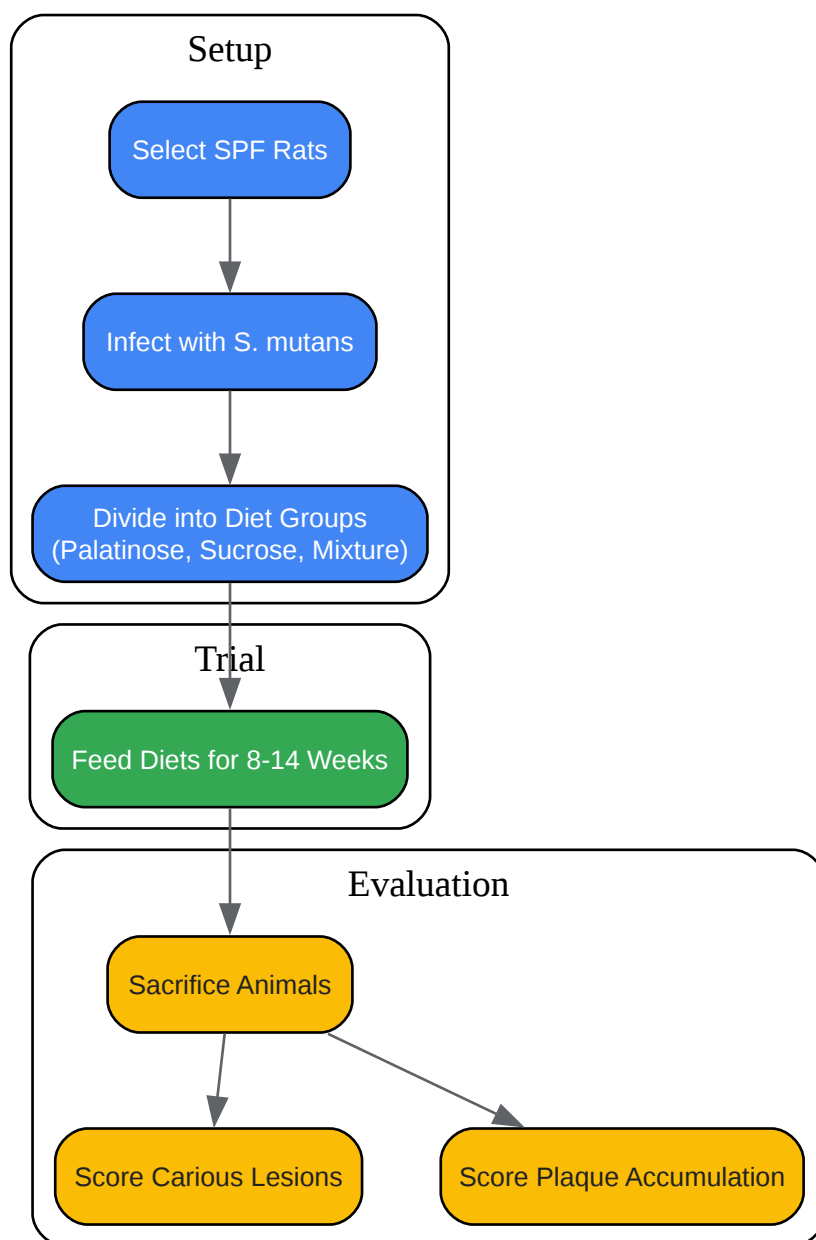 Setup
Select SPF Rats
Infect with S. mutans
Divide into Diet Groups
(Palatinose, Sucrose, Mixture)
Trial
Feed Diets for 8-14 Weeks
Evaluation
Sacrifice Animals
Score Carious Lesions
Score Plaque Accumulation